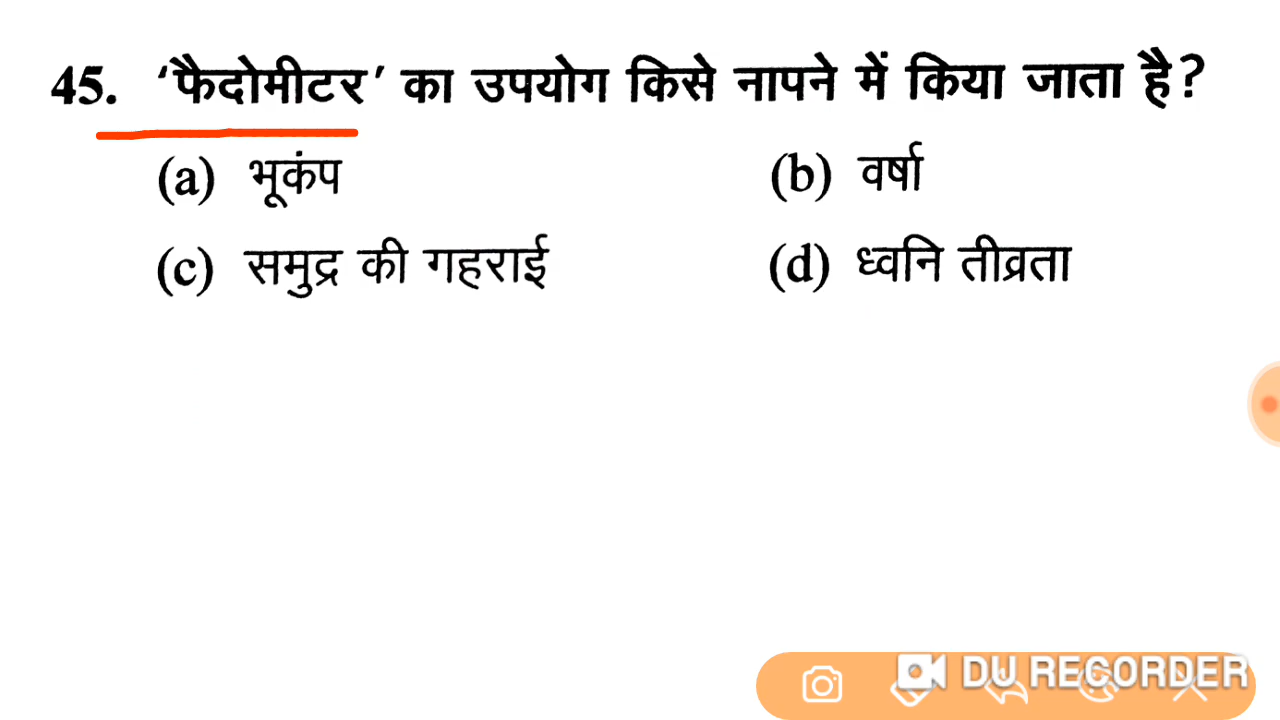 45. ‘फैदोमीटर’ का उपयोग किसे नापने में किया जाता है?
(a) भूकंप (b) वर्षा
(c) समुद्र की गहराई (d) ध्वनि तीव्रता
DU RECORDER